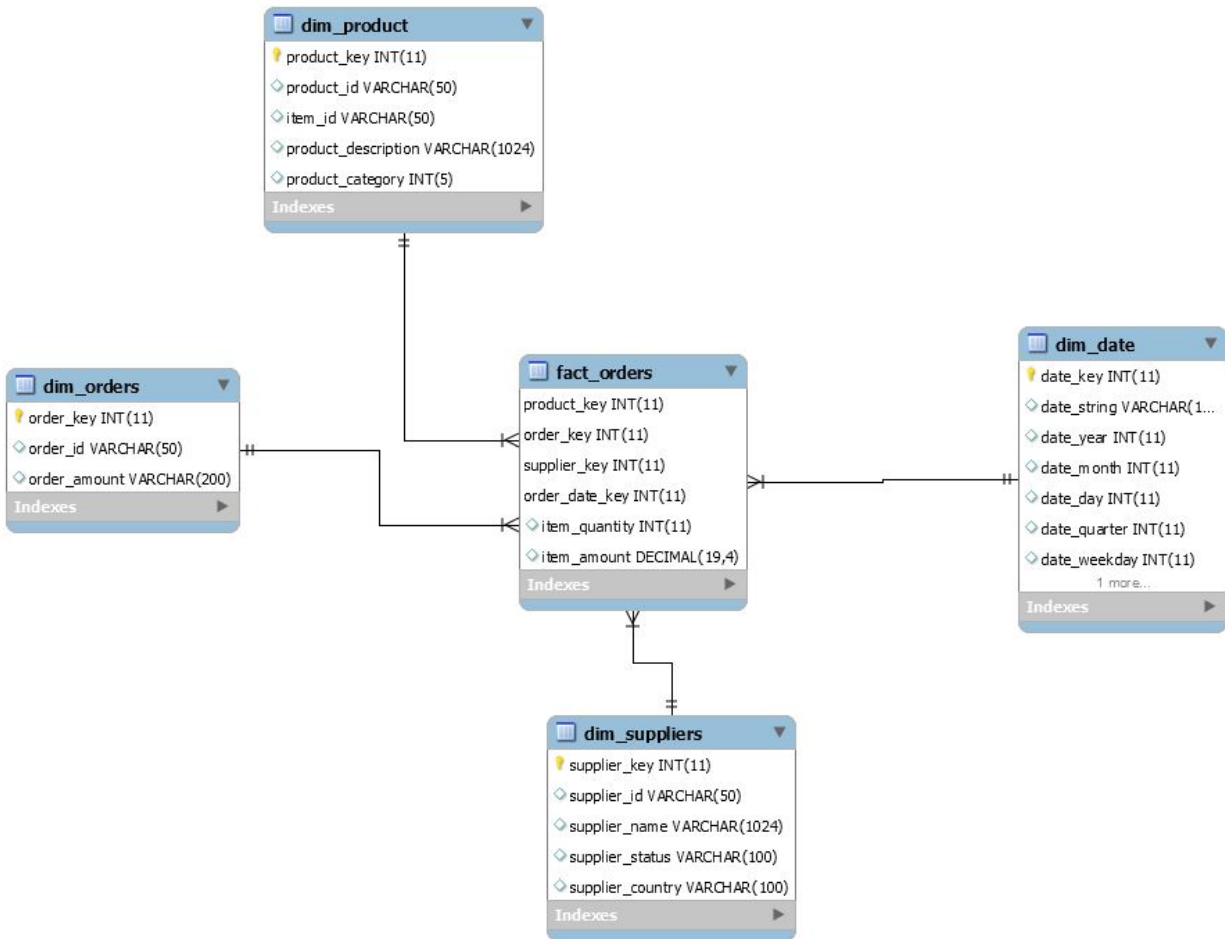 dim_product
product_key INT(11)
product_id VARCHAR(50)
item_id VARCHAR(50)
product_description VARCHAR(1024)
product_category INT(5)
Indexes
dim_orders
order_key INT(11)
order_id VARCHAR(50)
order_amount VARCHAR(200)
Indexes
fact_orders
product_key INT(11)
order_key INT(11)
supplier_key INT(11)
order_date_key INT(11)
item_quantity INT(11)
item_amount DECIMAL(19,4)
Indexes
dim_date
date_key INT(11)
date_string VARCHAR(1...
date_year INT(11)
date_month INT(11)
date_day INT(11)
date_quarter INT(11)
date_weekday INT(11)
1 more...
Indexes
dim_suppliers
supplier_key INT(11)
supplier_id VARCHAR(50)
supplier_name VARCHAR(1024)
supplier_status VARCHAR(100)
supplier_country VARCHAR(100)
Indexes